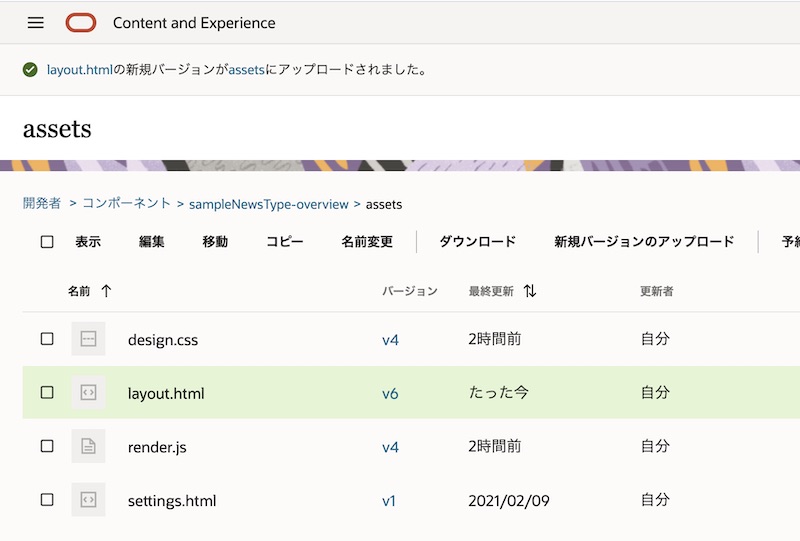 Content and Experience
layout.htmlの新規バージョンがassetsにアップロードされました。
assets
開発者 > コンポーネント > sampleNewsType-overview > assets
表示 編集 移動 コピー 名前変更 ダウンロード 新規バージョンのアップロード 予
名前 バージョン 最終更新 更新者
design.css v4 2時間前 自分
layout.html v6 たった今 自分
render.js v4 2時間前 自分
settings.html v1 2021/02/09 自分